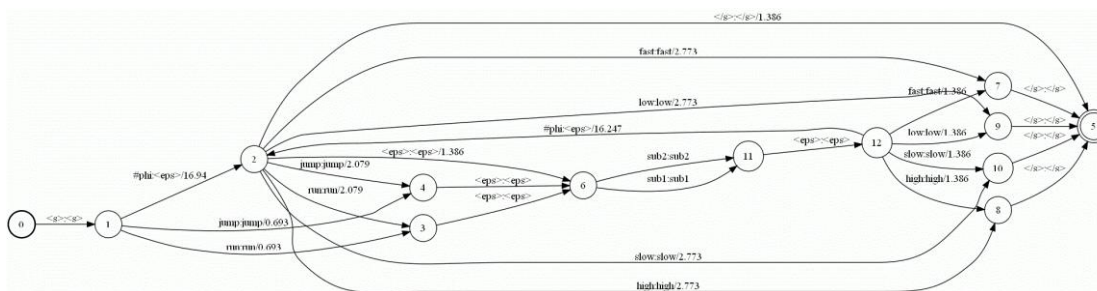 </s>:</s>/1.386
fast:fast/2.773
fast:fast/1.386
7
</s>:</s>
low:low/2.773
9
</s>:</s>
5
#phi:<eps>/16.247
<eps>:<eps>
12
low:low/1.386
</s>:</s>
2
<eps>:<eps>/1.386
sub2:sub2
11
slow:slow/1.386
10
</s>:</s>
jump:jump/2.079
<eps>:<eps>
#phi:<eps>/16.94
4
6
sub1:sub1
high:high/1.386
run:run/2.079
<eps>:<eps>
8
0
<s>:<s>
1
jump:jump/0.693
3
run:run/0.693
slow:slow/2.773
high:high/2.773